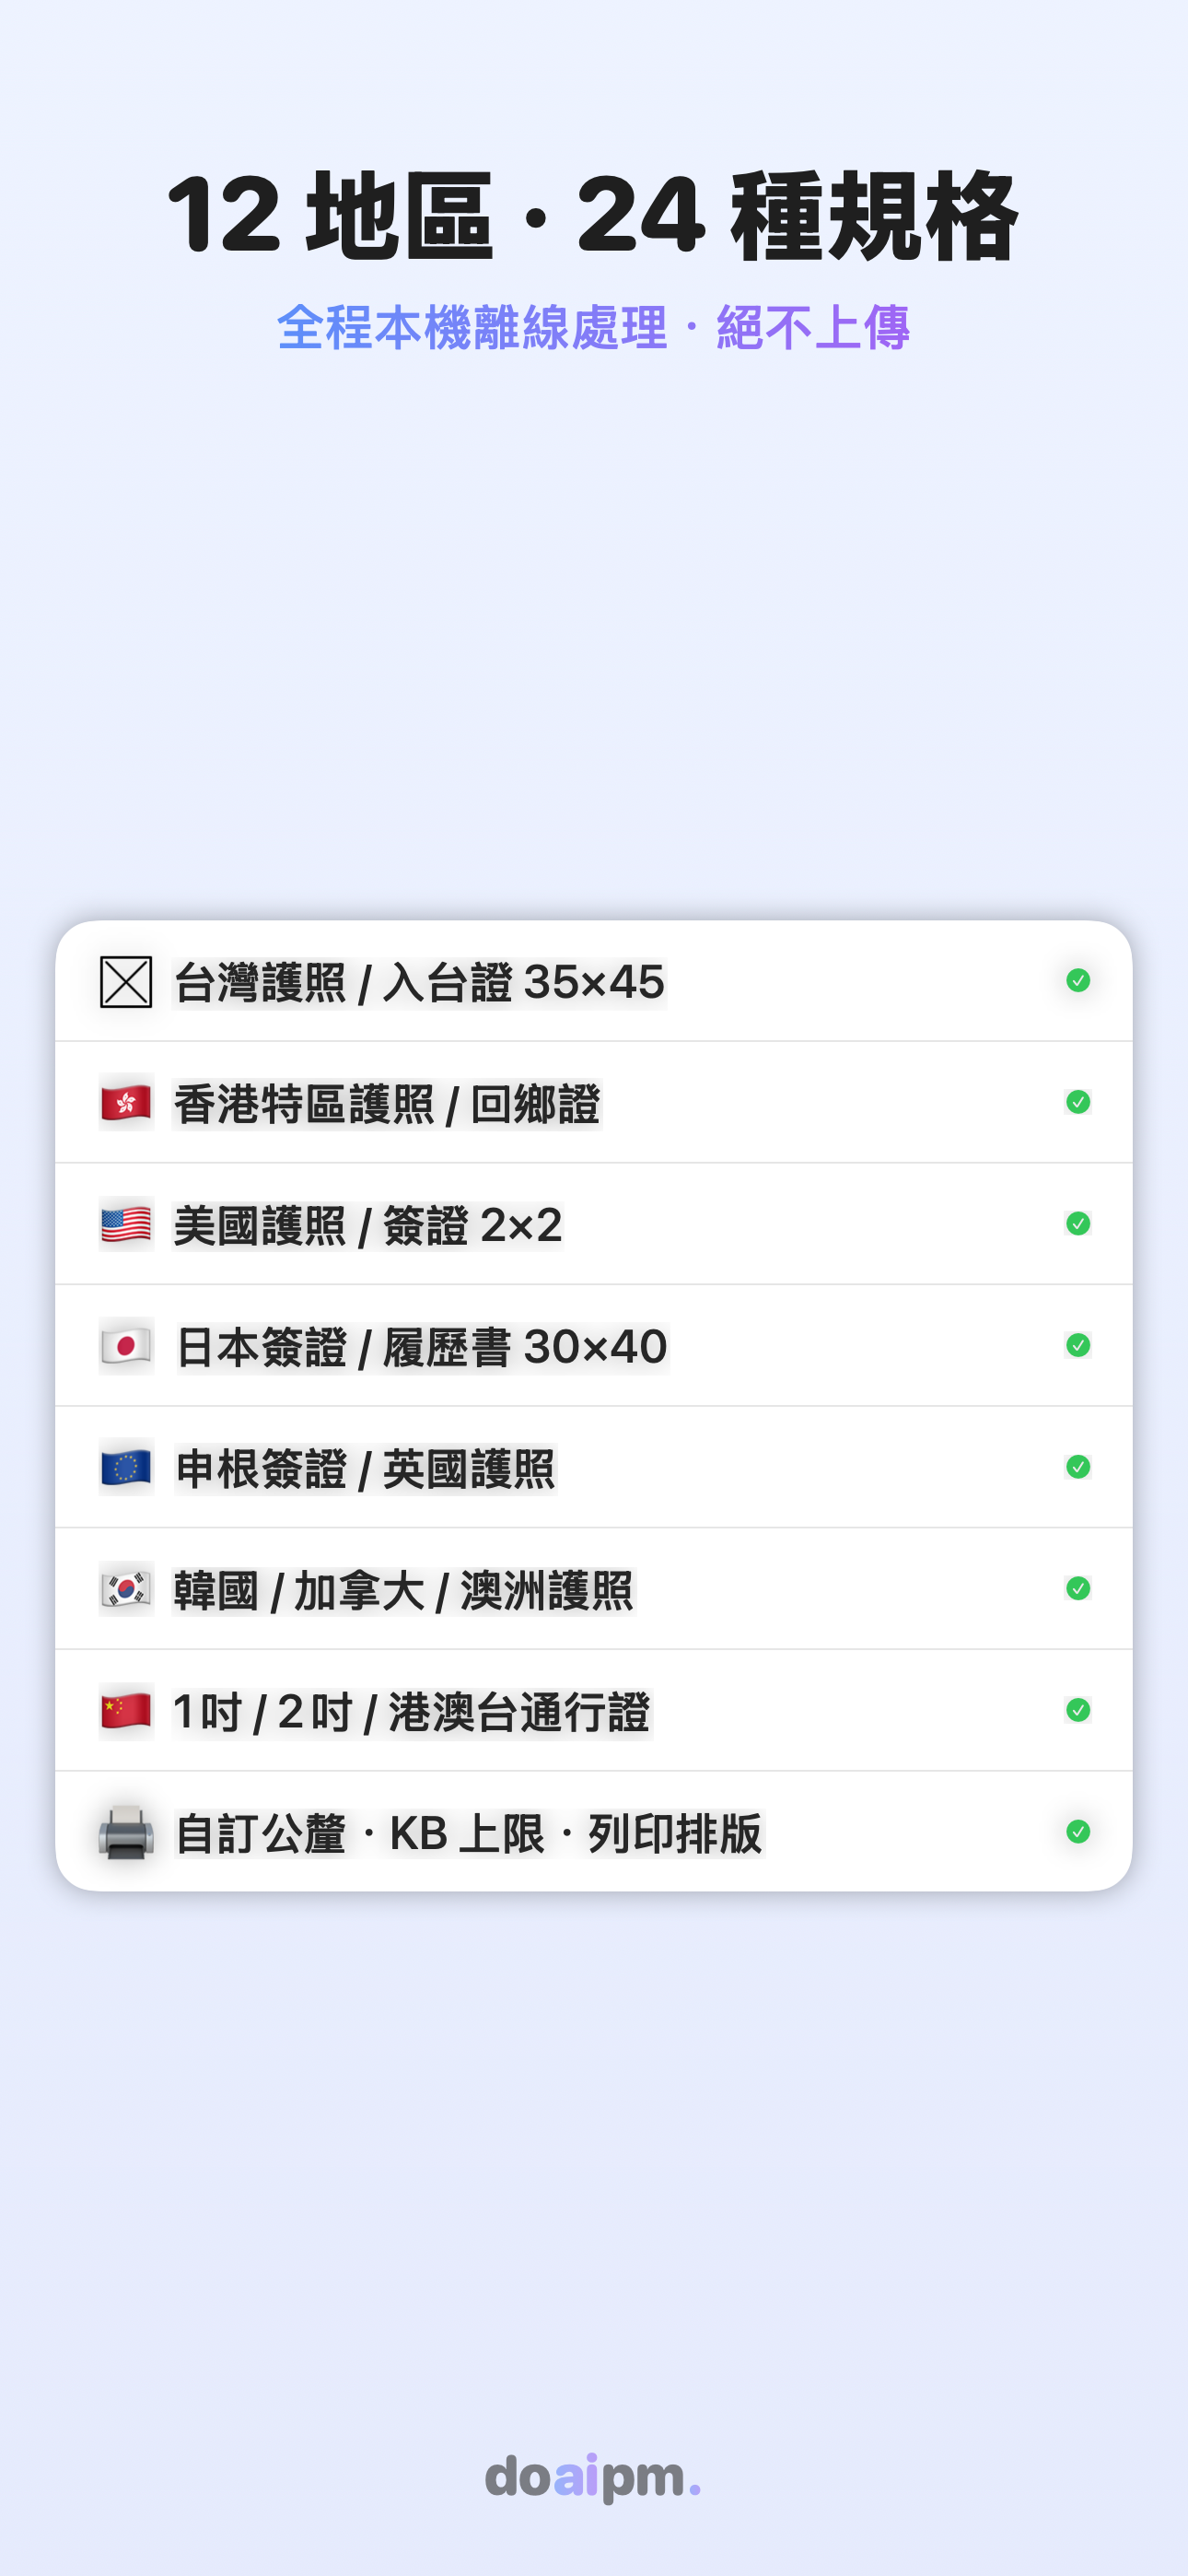 12 地區 · 24 種規格
全程本機離線處理 · 絕不上傳
台灣護照 / 入台證 35×45
香港特區護照 / 回鄉證
美國護照 / 簽證 2×2
日本簽證 / 履歷書 30×40
申根簽證 / 英國護照
韓國 / 加拿大 / 澳洲護照
1吋 / 2吋 / 港澳台通行證
自訂公釐 · KB 上限 · 列印排版
doaipm.